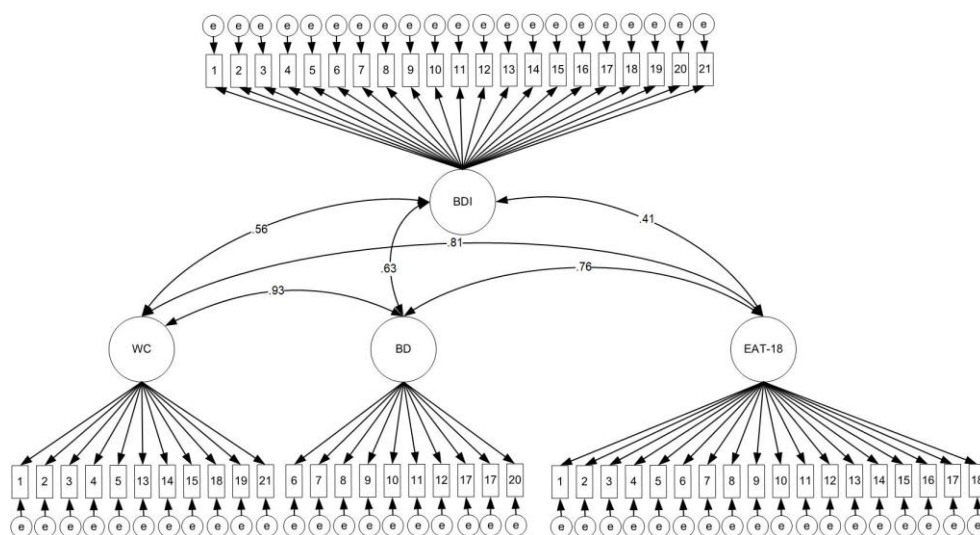 e e e e e e e e e e e e e e e e e e e e e
1 2 3 4 5 6 7 8 9 10 11 12 13 14 15 16 17 18 19 20 21
BDI
.56
.41
.81
.63
.76
.93
WC
BD
EAT-18
1 2 3 4 5 13 14 15 18 19 21
6 7 8 9 10 11 12 17 17 20
1 2 3 4 5 6 7 8 9 10 11 12 13 14 15 16 17 18
e e e e e e e e e e e
e e e e e e e e e e
e e e e e e e e e e e e e e e e e e